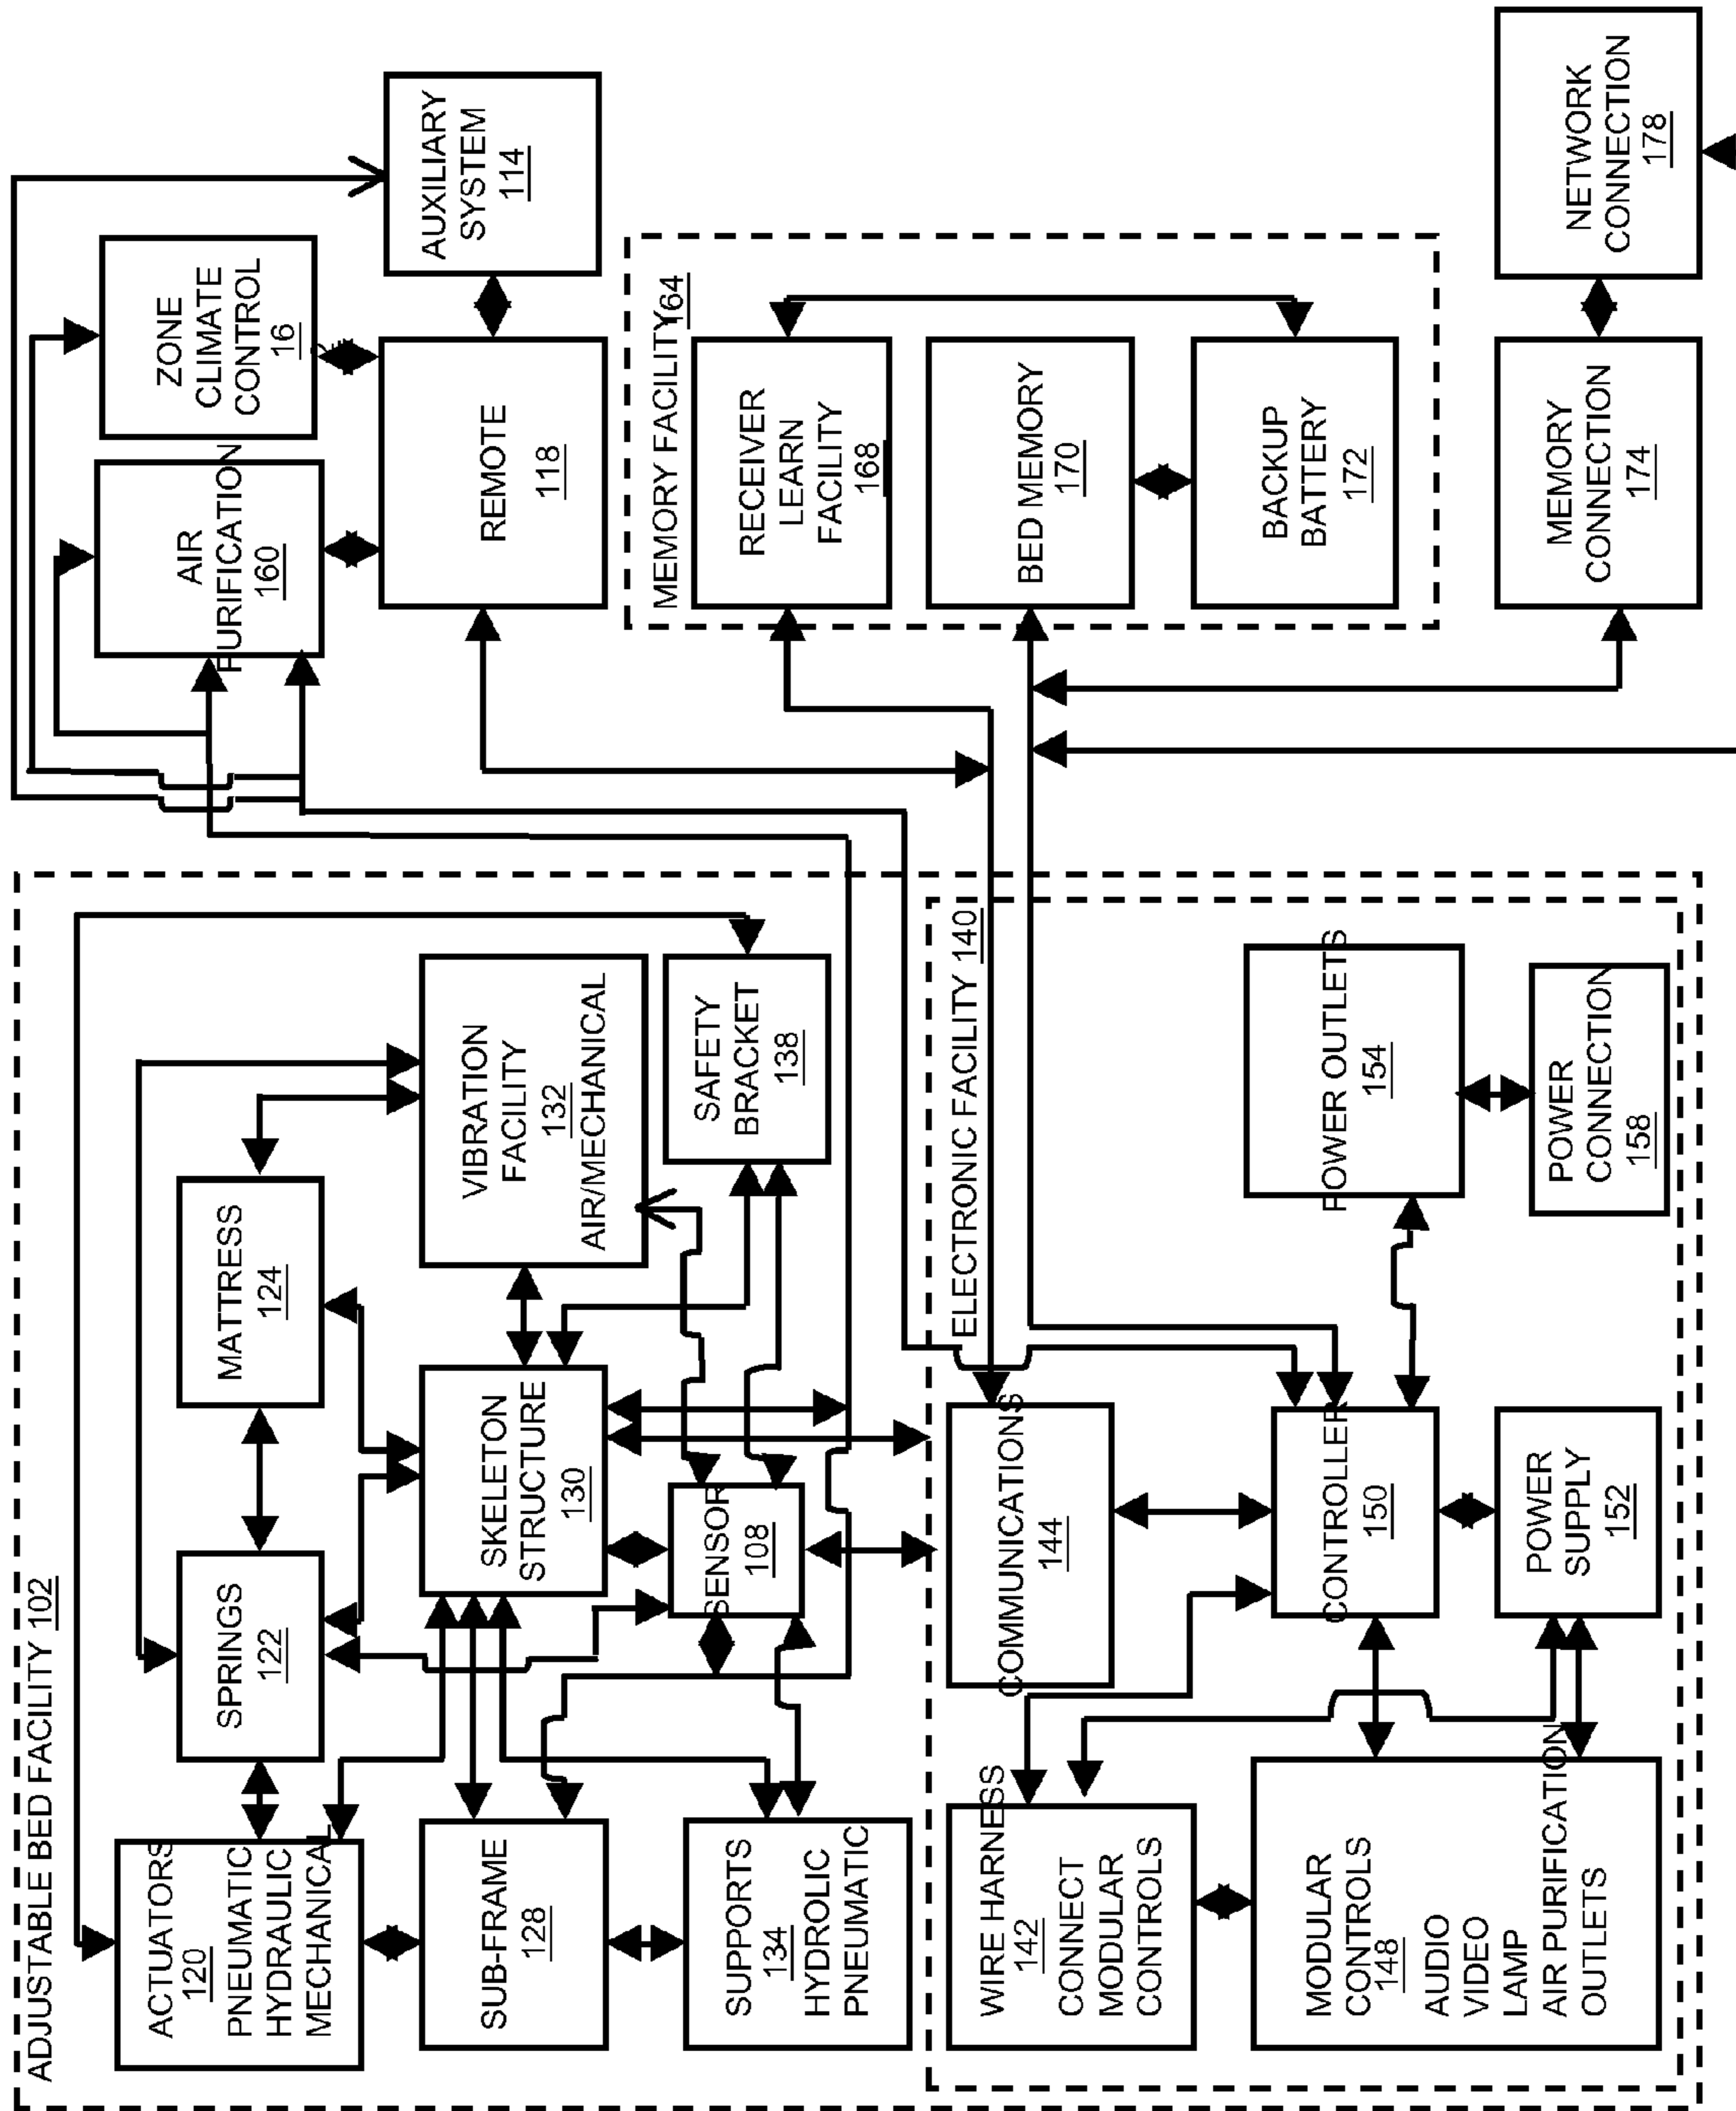 ADJUSTABLE BED FACILITY 102
ACTUATORS
120
PNEUMATIC
HYDRAULIC
MECHANICAL
SPRINGS
122
MATTRESS
124
SUB-FRAME
128
SKELETON
STRUCTURE
130
VIBRATION
FACILITY
132
AIR/MECHANICAL
SUPPORTS
134
HYDROLIC
PNEUMATIC
SENSOR
108
SAFETY
BRACKET
138
ELECTRONIC FACILITY 140
WIRE HARNESS
142
CONNECT
MODULAR
CONTROLS
COMMUNICATIONS
144
MODULAR
CONTROLS
148
AUDIO
VIDEO
LAMP
AIR PURIFICATION
OUTLETS
CONTROLLER
150
POWER
SUPPLY
152
POWER OUTLETS
154
POWER
CONNECTION
158
AIR
PURIFICATION
160
ZONE
CLIMATE
CONTROL
16
REMOTE
118
AUXILIARY
SYSTEM
114
MEMORY FACILITY 164
RECEIVER
LEARN
FACILITY
168
BED MEMORY
170
BACKUP
BATTERY
172
MEMORY
CONNECTION
174
NETWORK
CONNECTION
178